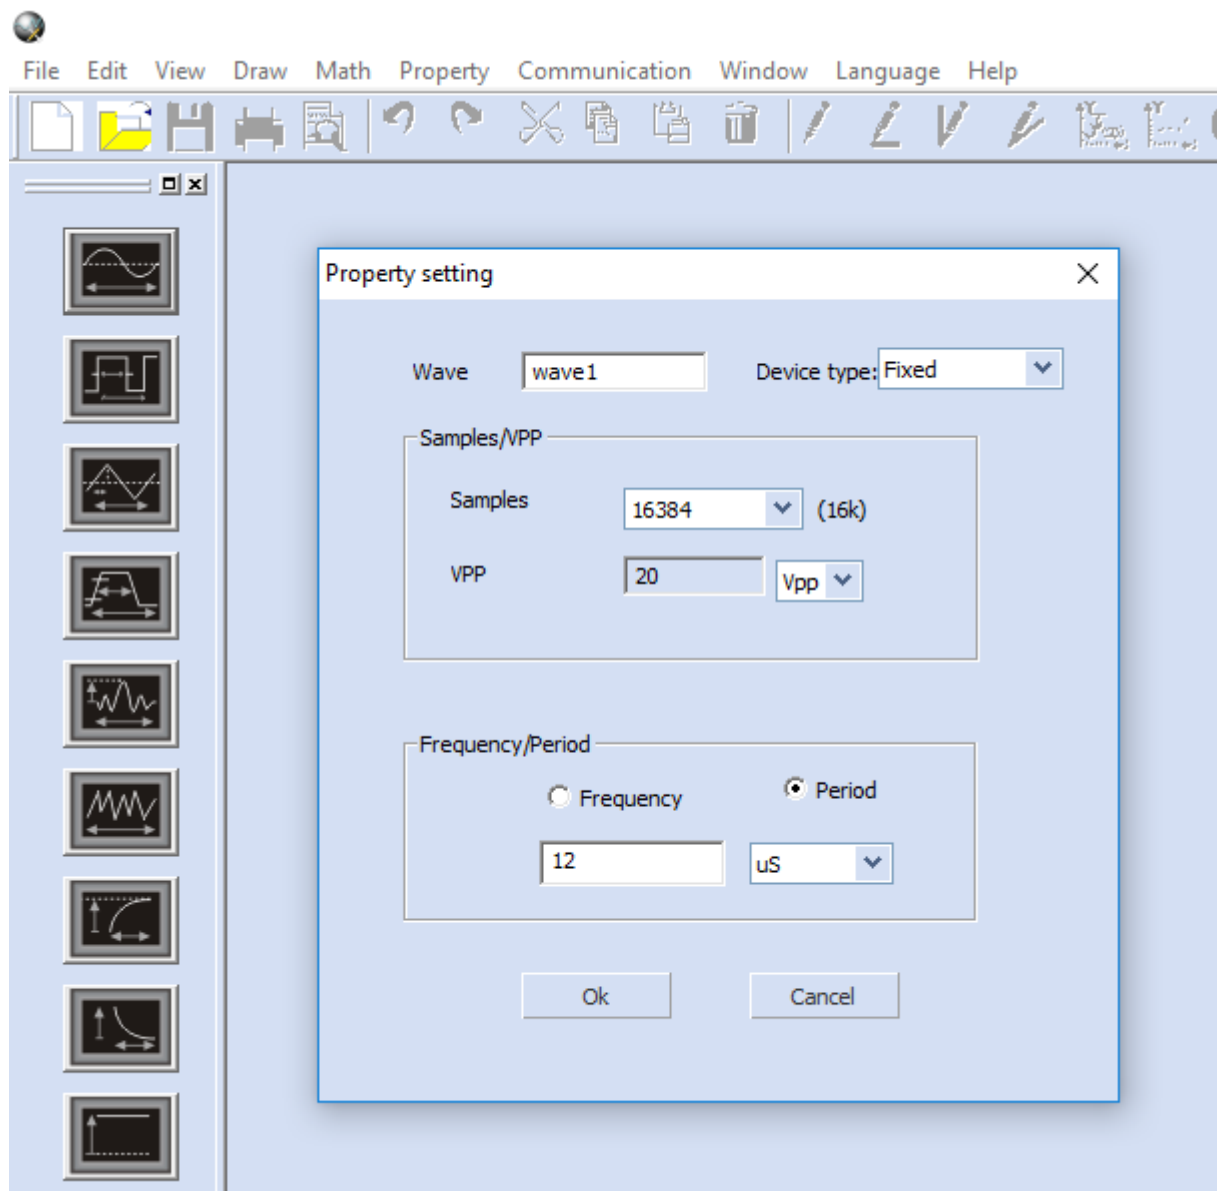 File Edit View Draw Math Property Communication Window Language Help
Property setting
Wave wave1 Device type: Fixed
Samples/VPP
Samples 16384 (16k)
VPP 20 Vpp
Frequency/Period
Frequency Period
12 uS
Ok Cancel